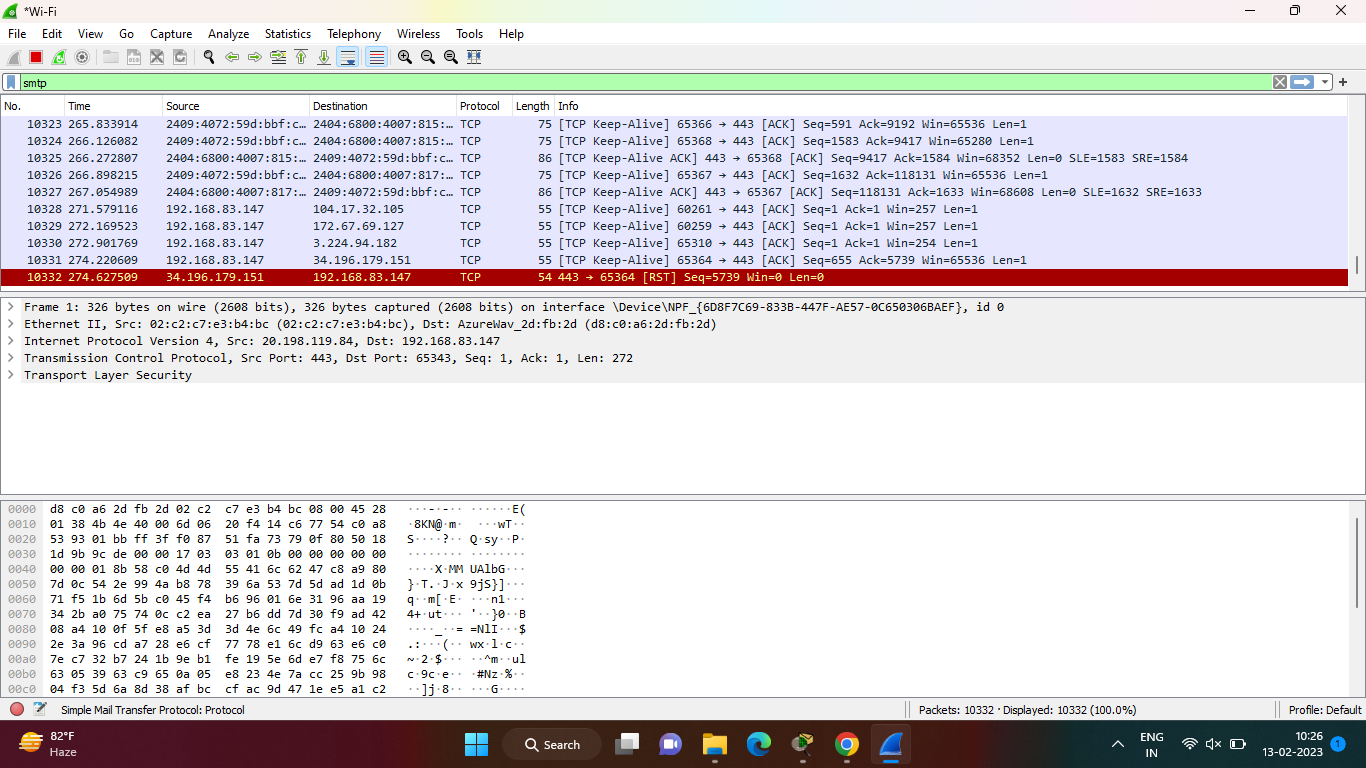 *Wi-Fi
File Edit View Go Capture Analyze Statistics Telephony Wireless Tools Help
smtp
No. Time Source Destination Protocol Length Info
10323 265.833914 2409:4072:59d:bbf:c… 2404:6800:4007:815:… TCP 75 [TCP Keep-Alive] 65366 → 443 [ACK] Seq=591 Ack=9192 Win=65536 Len=1
10324 266.126082 2409:4072:59d:bbf:c… 2404:6800:4007:815:… TCP 75 [TCP Keep-Alive] 65368 → 443 [ACK] Seq=1583 Ack=9417 Win=65280 Len=1
10325 266.272807 2404:6800:4007:815:… 2409:4072:59d:bbf:c… TCP 86 [TCP Keep-Alive ACK] 443 → 65368 [ACK] Seq=9417 Ack=1584 Win=68352 Len=0 SLE=1583 SRE=1584
10326 266.898215 2409:4072:59d:bbf:c… 2404:6800:4007:817:… TCP 75 [TCP Keep-Alive] 65367 → 443 [ACK] Seq=1632 Ack=118131 Win=65536 Len=1
10327 267.054989 2404:6800:4007:817:… 2409:4072:59d:bbf:c… TCP 86 [TCP Keep-Alive ACK] 443 → 65367 [ACK] Seq=118131 Ack=1633 Win=68608 Len=0 SLE=1632 SRE=1633
10328 271.579116 192.168.83.147 104.17.32.105 TCP 55 [TCP Keep-Alive] 60261 → 443 [ACK] Seq=1 Ack=1 Win=257 Len=1
10329 272.169523 192.168.83.147 172.67.69.127 TCP 55 [TCP Keep-Alive] 60259 → 443 [ACK] Seq=1 Ack=1 Win=257 Len=1
10330 272.901769 192.168.83.147 3.224.94.182 TCP 55 [TCP Keep-Alive] 65310 → 443 [ACK] Seq=1 Ack=1 Win=254 Len=1
10331 274.220609 192.168.83.147 34.196.179.151 TCP 55 [TCP Keep-Alive] 65364 → 443 [ACK] Seq=655 Ack=5739 Win=65536 Len=1
10332 274.627509 34.196.179.151 192.168.83.147 TCP 54 443 → 65364 [RST] Seq=5739 Win=0 Len=0
Frame 1: 326 bytes on wire (2608 bits), 326 bytes captured (2608 bits) on interface \Device\NPF_{6D8F7C69-833B-447F-AE57-0C650306BAEF}, id 0
Ethernet II, Src: 02:c2:c7:e3:b4:bc (02:c2:c7:e3:b4:bc), Dst: AzureWav_2d:fb:2d (d8:c0:a6:2d:fb:2d)
Internet Protocol Version 4, Src: 20.198.119.84, Dst: 192.168.83.147
Transmission Control Protocol, Src Port: 443, Dst Port: 65343, Seq: 1, Ack: 1, Len: 272
Transport Layer Security
0000 d8 c0 a6 2d fb 2d 02 c2 c7 e3 b4 bc 08 00 45 28 ···-·-·· ······E(
0010 01 38 4b 4e 40 00 6d 06 20 f4 14 c6 77 54 c0 a8 ·8KN@·m· ···wT··
0020 53 93 01 bb ff 3f f0 87 51 fa 73 79 0f 80 50 18 S····?·· Q·sy··P·
0030 1d 9b 9c de 00 00 17 03 03 01 0b 00 00 00 00 00 ········ ········
0040 00 00 01 8b 58 c0 4d 4d 55 41 6c 62 47 c8 a9 80 ····X·MM UAlbG···
0050 7d 0c 54 2e 99 4a b8 78 39 6a 53 7d 5d ad 1d 0b }·T.·J·x 9jS}]···
0060 71 f5 1b 6d 5b c0 45 f4 b6 96 01 6e 31 96 aa 19 q··m[·E· ···n1···
0070 34 2b a0 75 74 0c c2 ea 27 b6 dd 7d 30 f9 ad 42 4+·ut··· '··}0··B
0080 08 a4 10 0f 5f e8 a5 3d 3d 4e 6c 49 fc a4 10 24 ····_··= =NlI···$
0090 2e 3a 96 cd a7 28 e6 cf 77 78 e1 6c d9 63 e6 c0 .:···(·· wx·l·c··
00a0 7e c7 32 b7 24 1b 9e b1 fe 19 5e 6d e7 f8 75 6c ~·2·$··· ··^m··ul
00b0 63 05 39 63 c9 65 0a 05 e8 23 4e 7a cc 25 9b 98 c·9c·e·· ·#Nz·%··
00c0 04 f3 5d 6a 8d 38 af bc cf ac 9d 47 1e e5 a1 c2 ··]j·8·· ···G····
Simple Mail Transfer Protocol: Protocol Packets: 10332 · Displayed: 10332 (100.0%) Profile: Default
82°F
Haze
Search
ENG
IN
10:26
13-02-2023
1